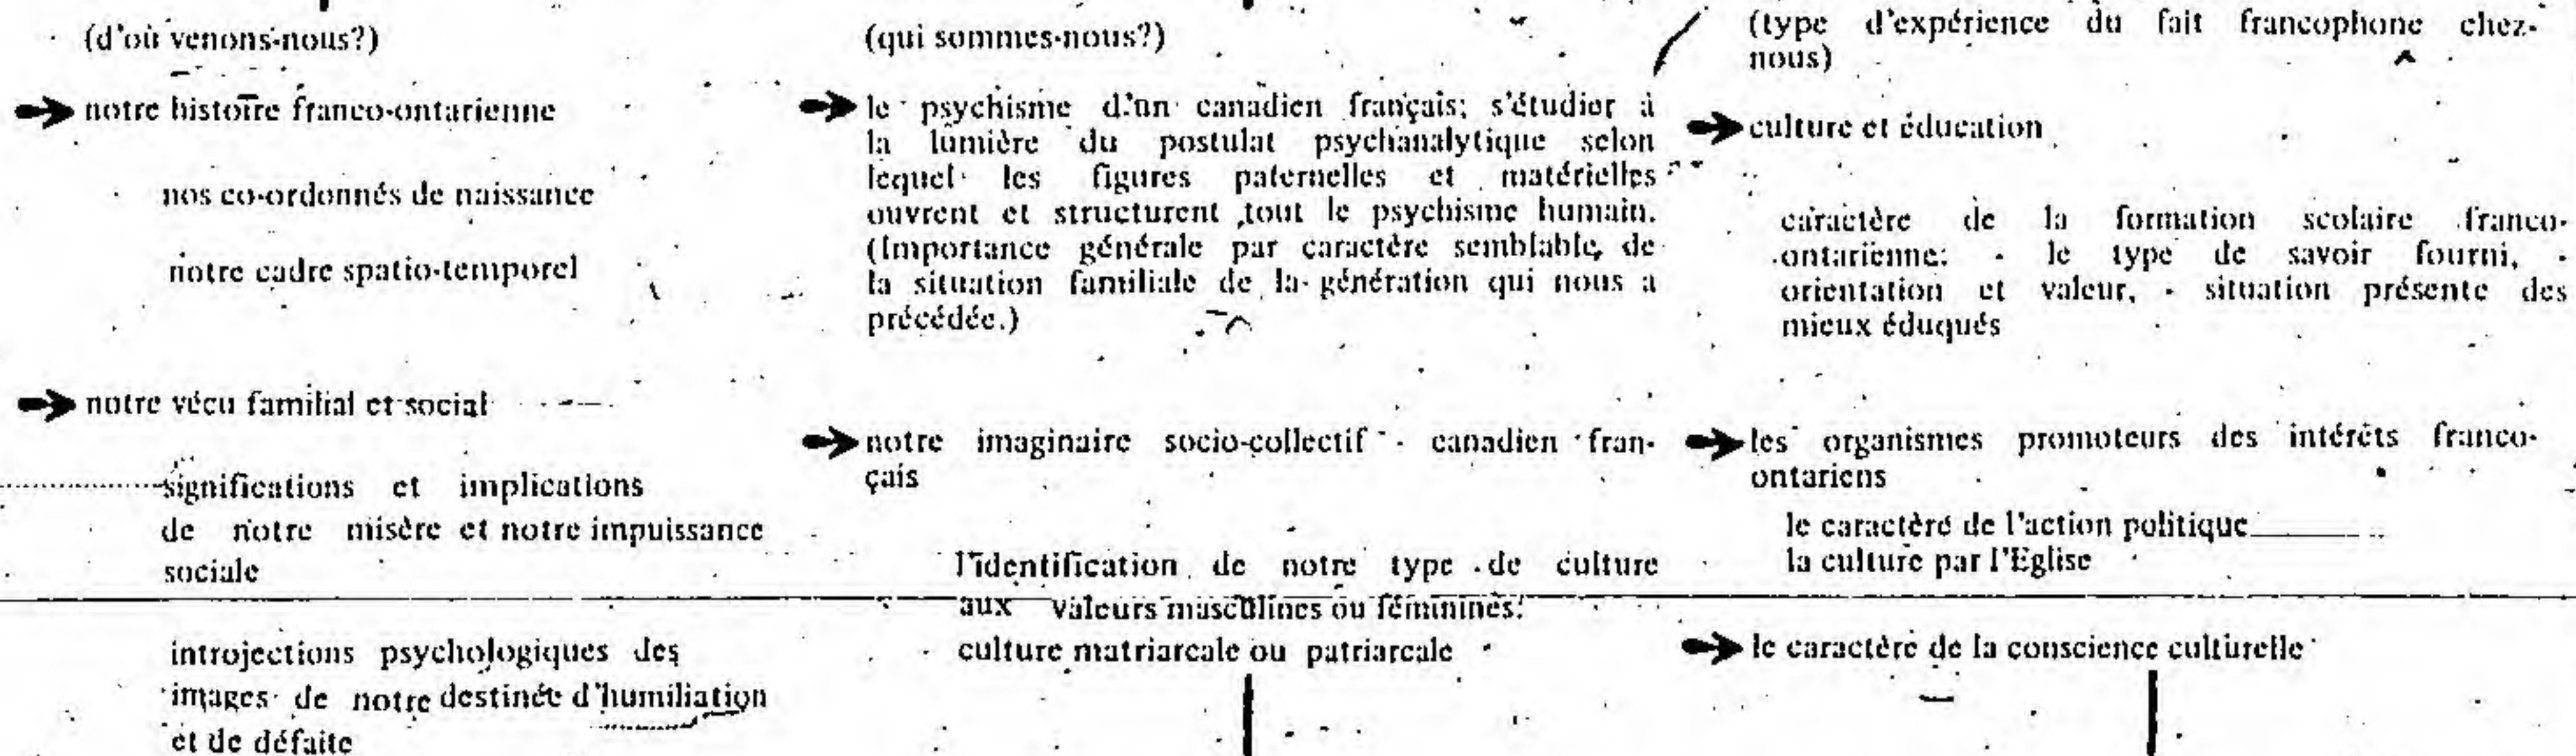 (d'où venons-nous?)
➔ notre histoire franco-ontarienne
nos co-ordonnés de naissance
notre cadre spatio-temporel
➔ notre vécu familial et social
significations et implications
de notre misère et notre impuissance
sociale
introjections psychologiques des
images de notre destinée d'humiliation
et de défaite
(qui sommes-nous?)
➔ le psychisme d'un canadien français; s'étudier à
la lumière du postulat psychanalytique selon
lequel les figures paternelles et matérielles
ouvrent et structurent tout le psychisme humain.
(Importance générale par caractère semblable, de
la situation familiale de la génération qui nous a
précédée.)
➔ notre imaginaire socio-collectif - canadien fran-
çais
l'identification de notre type de culture
aux valeurs masculines ou féminines:
culture matriarcale ou patriarcale
(type d'expérience du fait francophone chez-
nous)
➔ culture et éducation
caractère de la formation scolaire franco-
ontarienne: - le type de savoir fourni, -
orientation et valeur, - situation présente des
mieux éduqués
➔ les organismes promoteurs des intérêts franco-
ontariens
le caractère de l'action politique
la culture par l'Eglise
➔ le caractère de la conscience culturelle